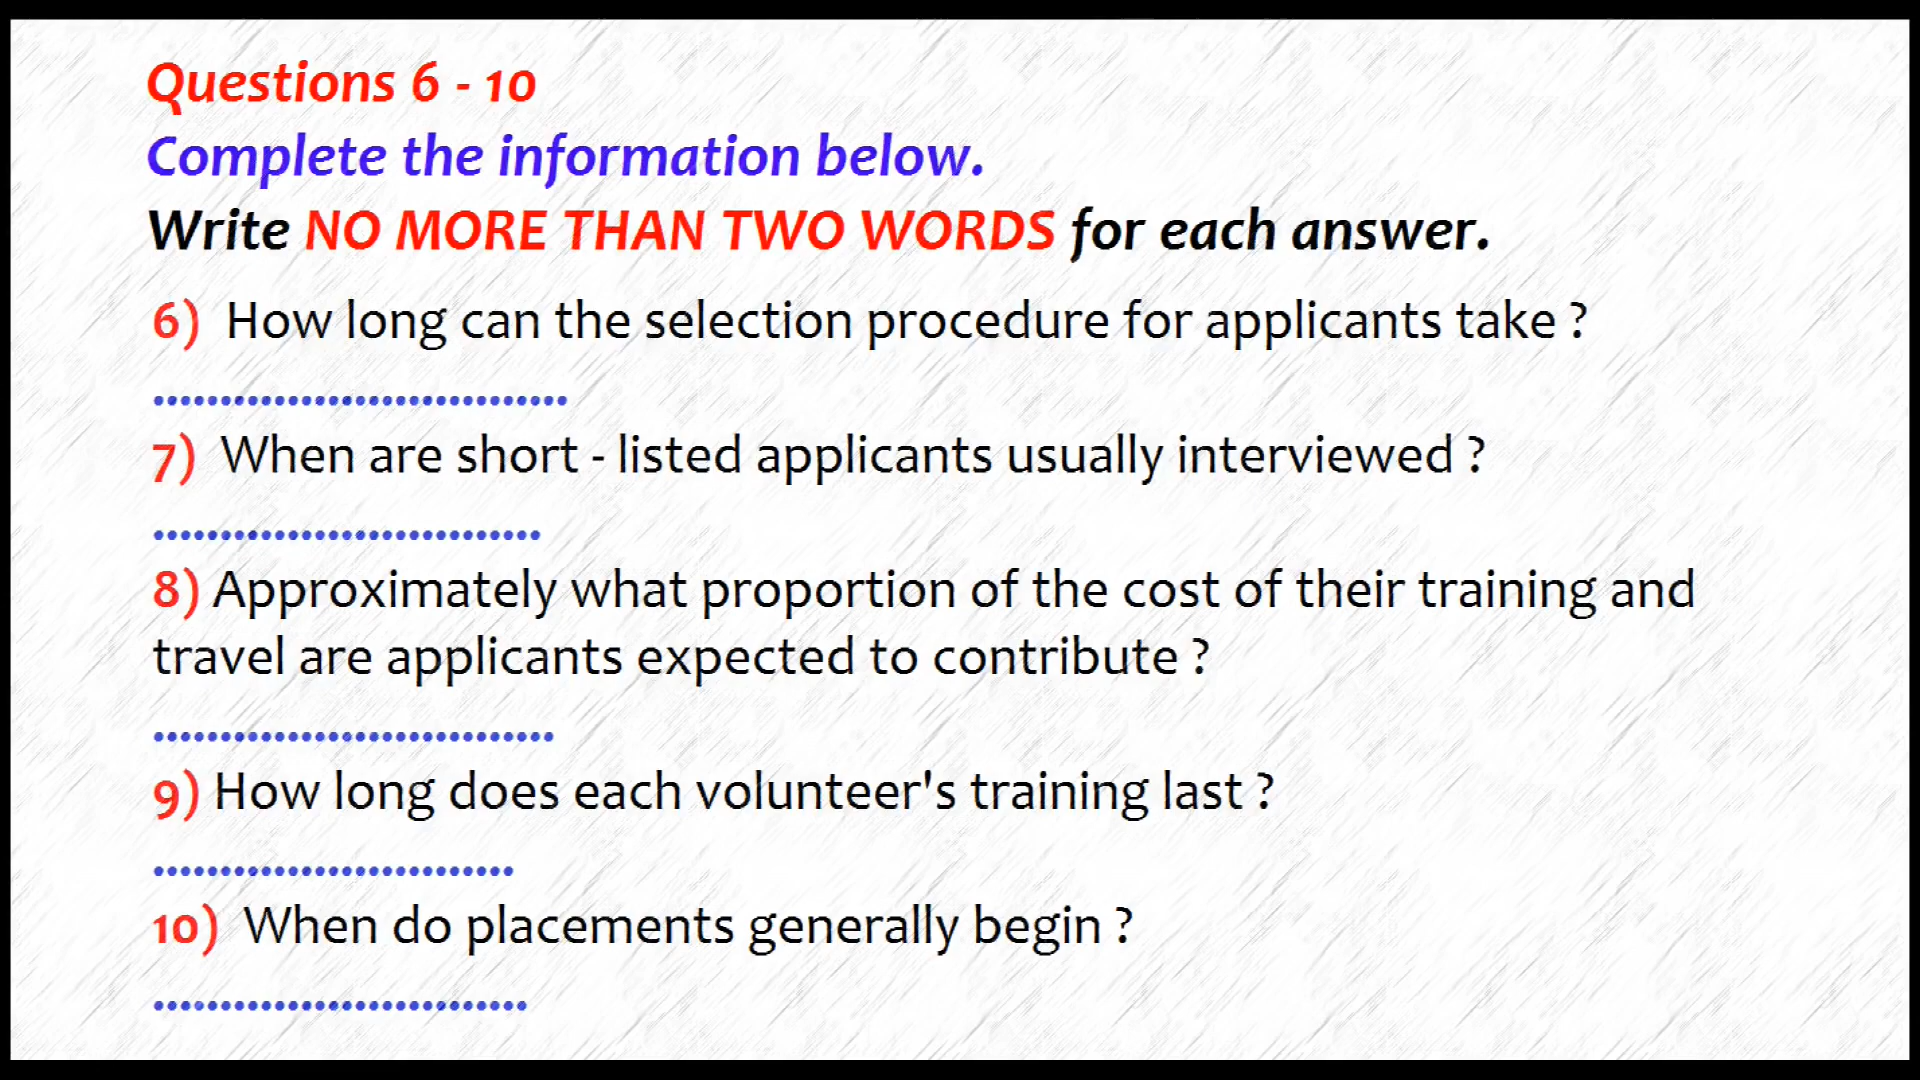 Questions 6 - 10
Complete the information below.
Write NO MORE THAN TWO WORDS for each answer.
6) How long can the selection procedure for applicants take ?
...............................
7) When are short - listed applicants usually interviewed ?
.............................
8) Approximately what proportion of the cost of their training and
travel are applicants expected to contribute ?
..............................
9) How long does each volunteer's training last ?
...........................
10) When do placements generally begin ?
............................